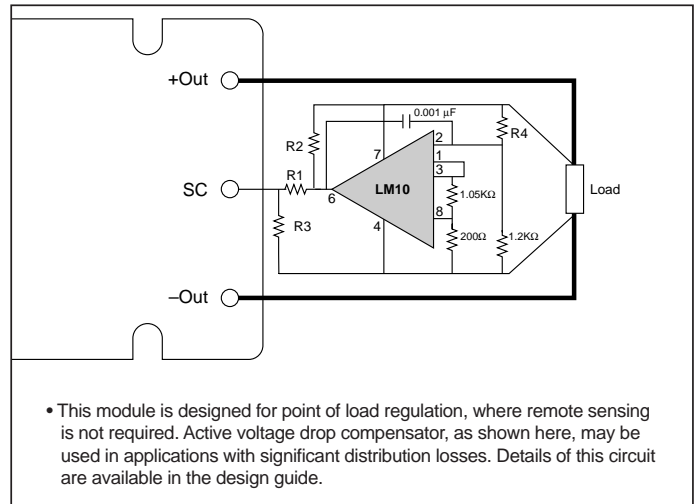 +Out
0.001 µF
R2
R4
7
2
1
3
R1
SC
6
LM10
1.05KΩ
Load
8
R3
4
200Ω
1.2KΩ
–Out
• This module is designed for point of load regulation, where remote sensing
is not required. Active voltage drop compensator, as shown here, may be
used in applications with significant distribution losses. Details of this circuit
are available in the design guide.